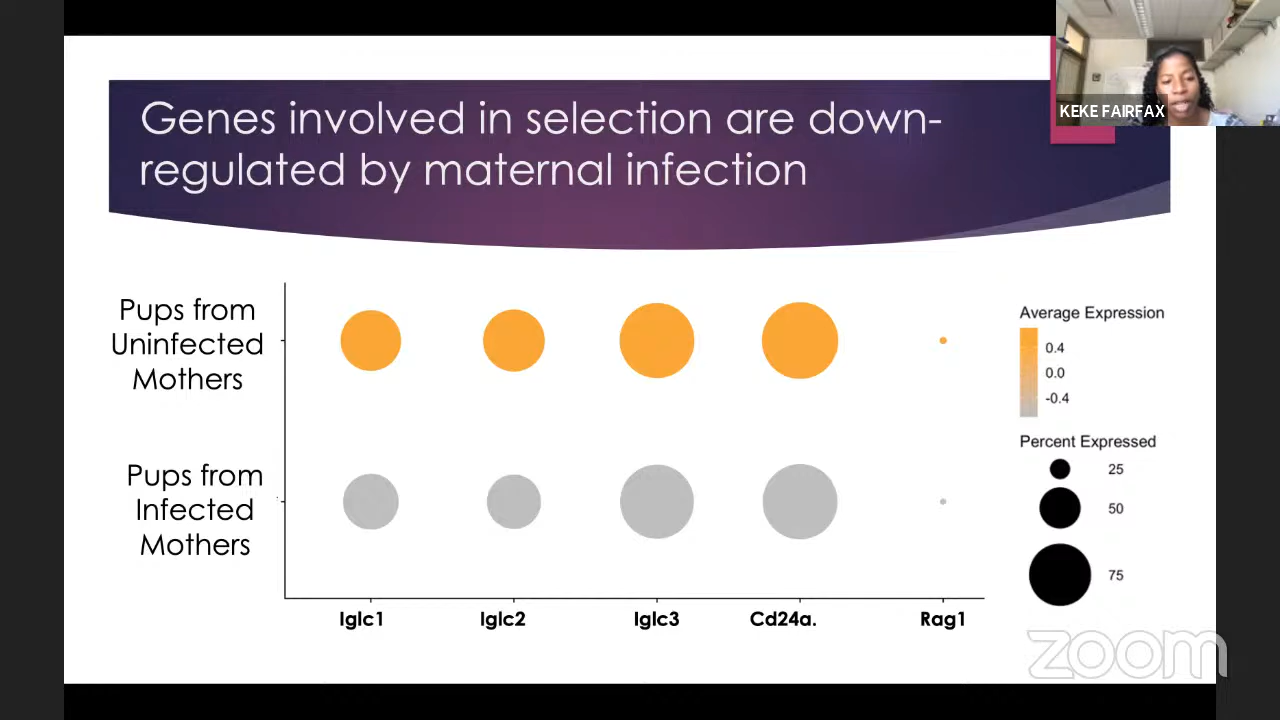 Genes involved in selection are down-
regulated by maternal infection
KEKE FAIRFAX
Pups from
Uninfected
Mothers
Pups from
Infected
Mothers
Iglc1
Iglc2
Iglc3
Cd24a.
Rag1
Average Expression
0.4
0.0
-0.4
Percent Expressed
25
50
75
zoom